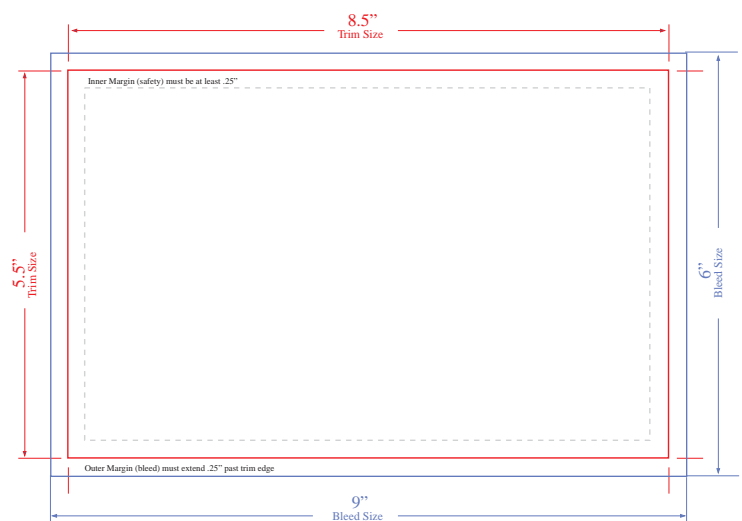 8.5”
Trim Size
Inner Margin (safety) must be at least .25”
5.5”
Trim Size
6”
Bleed Size
Outer Margin (bleed) must extend .25” past trim edge
9”
Bleed Size